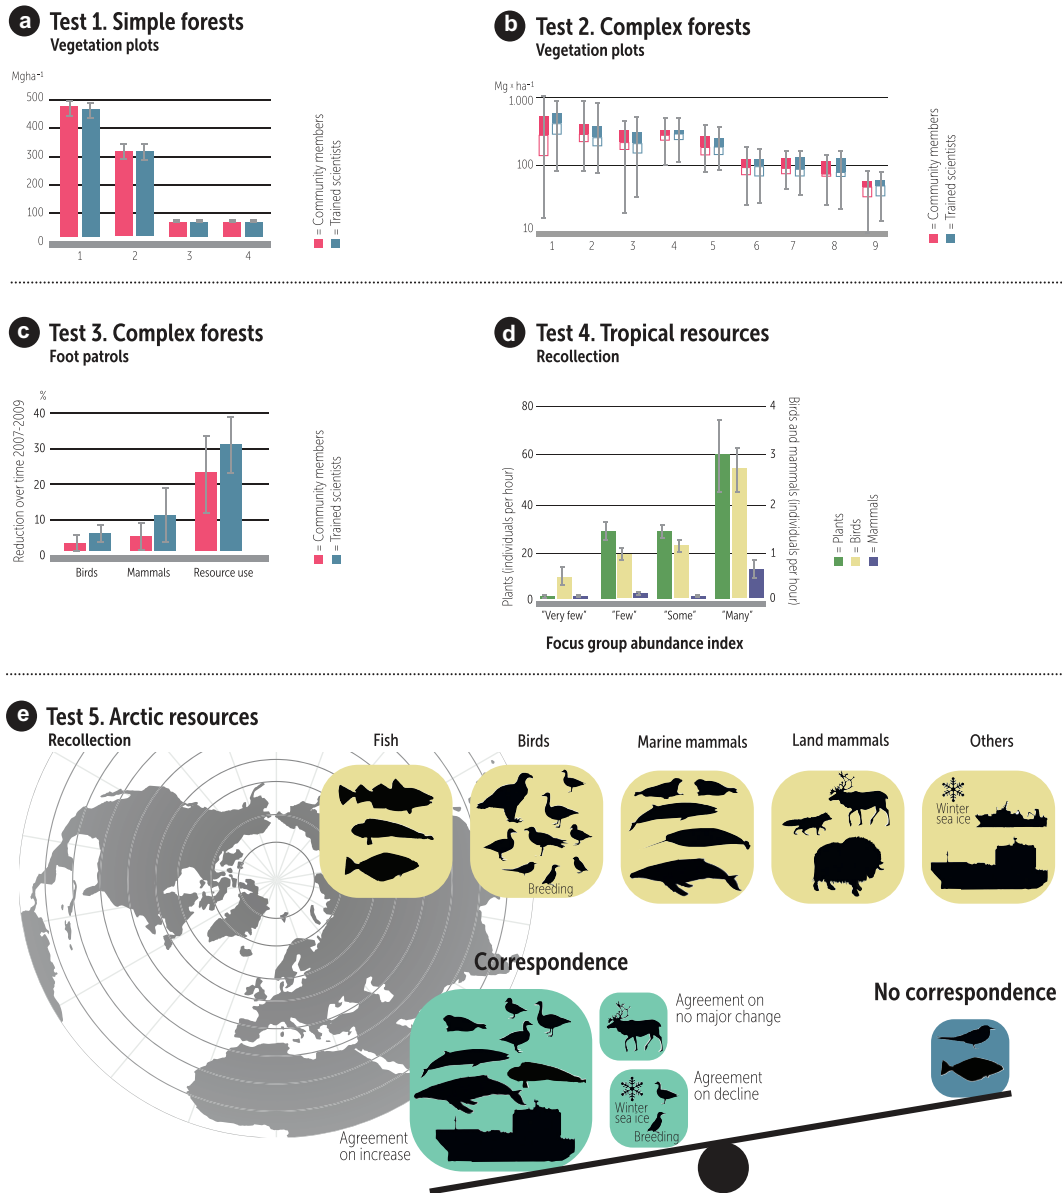 a Test 1. Simple forests
Vegetation plots
Mgha⁻¹
500
400
300
200
100
0
1 2 3 4
= Community members
= Trained scientists
b Test 2. Complex forests
Vegetation plots
Mg × ha⁻¹
1.000
100
10
1 2 3 4 5 6 7 8 9
= Community members
= Trained scientists
c Test 3. Complex forests
Foot patrols
%
Reduction over time 2007-2009
40
30
20
10
0
Birds Mammals Resource use
= Community members
= Trained scientists
d Test 4. Tropical resources
Recollection
Plants (individuals per hour)
80
60
40
20
0
4
3
2
1
0
Birds and mammals (individuals per hour)
"Very few" "Few" "Some" "Many"
Focus group abundance index
= Plants
= Birds
= Mammals
e Test 5. Arctic resources
Recollection
Fish
Birds
Marine mammals
Land mammals
Others
Breeding
Winter
sea ice
Correspondence
Agreement on
no major change
Agreement
on decline
Winter
sea ice
Breeding
Agreement
on increase
No correspondence